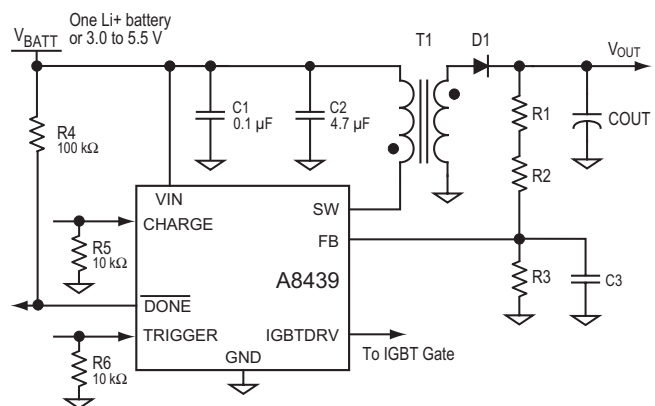 One Li+ battery
or 3.0 to 5.5 V
VBATT
T1
D1
VOUT
R4
100 kΩ
C1
0.1 µF
C2
4.7 µF
R1
COUT
R2
VIN
SW
CHARGE
FB
R5
10 kΩ
A8439
R3
C3
DONE
TRIGGER
IGBTDRV
To IGBT Gate
GND
R6
10 kΩ